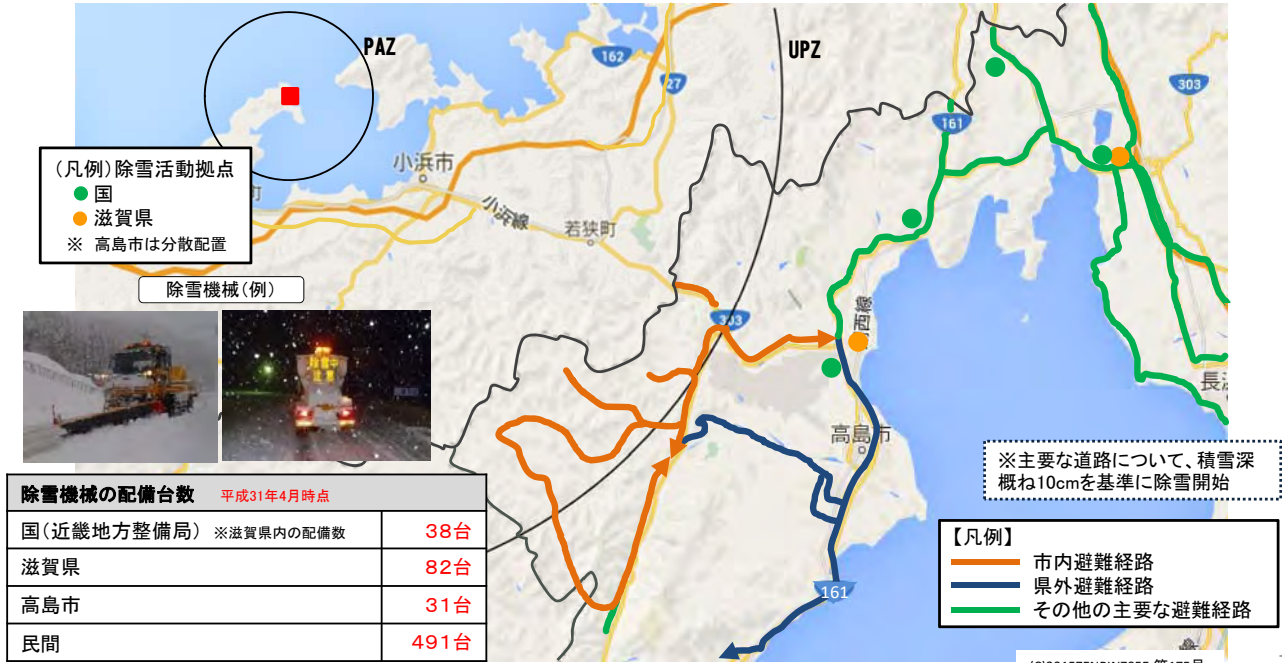 PAZ
UPZ
162
27
303
161
(凡例)除雪活動拠点
国
滋賀県
※ 高島市は分散配置
町
小浜市
小浜線
若狭町
除雪機械(例)
303
西線
除雪中
高島市
長
※主要な道路について、積雪深
概ね10cmを基準に除雪開始
除雪機械の配備台数 平成31年4月時点
国(近畿地方整備局) ※滋賀県内の配備数 38台
滋賀県 82台
高島市 31台
民間 491台
161
【凡例】
市内避難経路
県外避難経路
その他の主要な避難経路